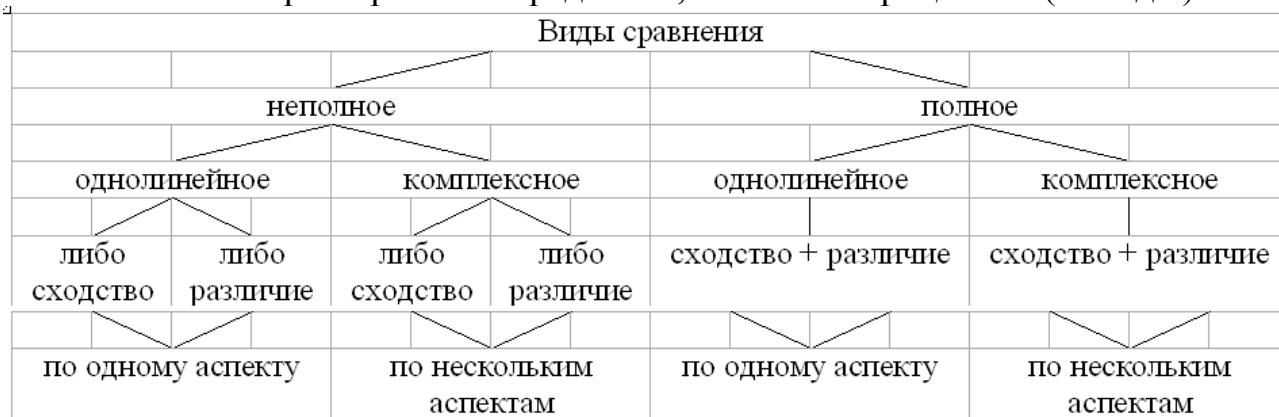 Виды сравнения
неполное полное
однолинейное комплексное однолинейное комплексное
либо либо либо либо сходство + различие сходство + различие
сходство различие сходство различие
по одному аспекту по нескольким по одному аспекту по нескольким
аспектам аспектам